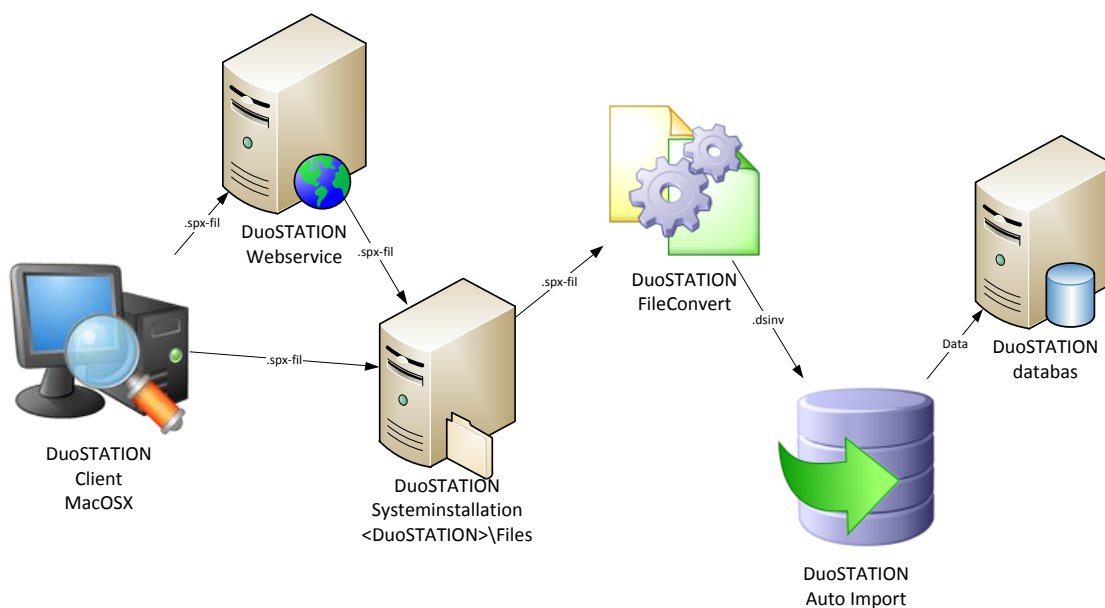 DuoSTATION
Webservice
.spx-fil
.spx-fil
.spx-fil
DuoSTATION
Client
MacOSX
DuoSTATION
Systeminstallation
<DuoSTATION>\Files
.spx-fil
DuoSTATION
FileConvert
.dsinv
DuoSTATION
Auto Import
Data
DuoSTATION
databas